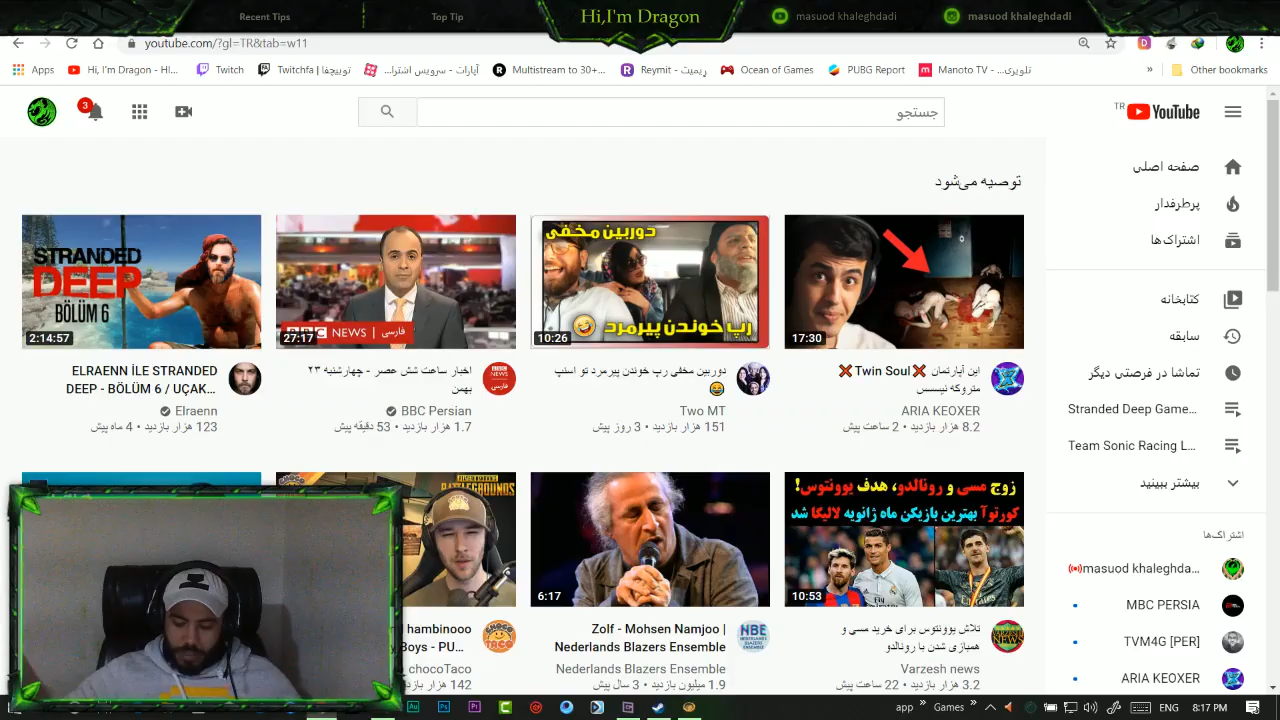 Recent Tips
Top Tip
Hi,I'm Dragon
masuod khaleghdadi
masuod khaleghdadl
youtube.com/?gl=TR&tab=w11
Apps
Hi, I'm Dragon - HI...
Twitch
توییچفا | Twitchfa
آپارات - سرویس اشترا...
Multistream to 30+...
ریمیت - Reymit
Ocean of Games
PUBG Report
Manoto TV - تلویزی...
»
Other bookmarks
3
جستجو
YouTube TR
توصیه می‌شود
صفحه اصلی
پرطرفدار
اشتراک‌ها
کتابخانه
سابقه
تماشا در فرصتی دیگر
Stranded Deep Game...
Team Sonic Racing L...
بیشتر ببینید
اشتراک‌ها
masuod khaleghda...
MBC PERSIA
TVM4G [PER]
ARIA KEOXER
17:30
این آپارتمان ❌Twin Soul❌
متروکه نیسسس
ARIA KEOXER
8.2 هزار بازدید • 2 ساعت پیش
دوربین مخفی
رپ خوندن پیرمرد
10:26
دوربین مخفی رپ خوندن پیرمرد تو اسنپ
😂
Two MT
151 هزار بازدید • 3 روز پیش
BBC NEWS | فارسی
27:17
اخبار ساعت شش عصر - چهارشنبه ۲۳
بهمن
BBC Persian
1.7 هزار بازدید • 53 دقیقه پیش
STRANDED
DEEP
BÖLÜM 6
2:14:57
ELRAENN İLE STRANDED
DEEP - BÖLÜM 6 / UÇAK...
Elraenn
123 هزار بازدید • 4 ماه پیش
زوج مسی و رونالدو، هدف یوونتوس!
کورتوآ بهترین بازیکن ماه ژانویه لالیگا شد
10:53
تلاش یوونتوس برای خرید مسی و
همبازی شدن با رونالدو
Varzesh news
3.2 هزار بازدید • 22 ساعت پیش
6:17
Zolf - Mohsen Namjoo |
Nederlands Blazers Ensemble
Nederlands Blazers Ensemble
1.9 میلیون بازدید • 3 سال پیش
BATTLEGROUNDS
hambinooo
Boys - PU...
chocoTaco
142 هزار
app
Games
ENG
8:17 PM